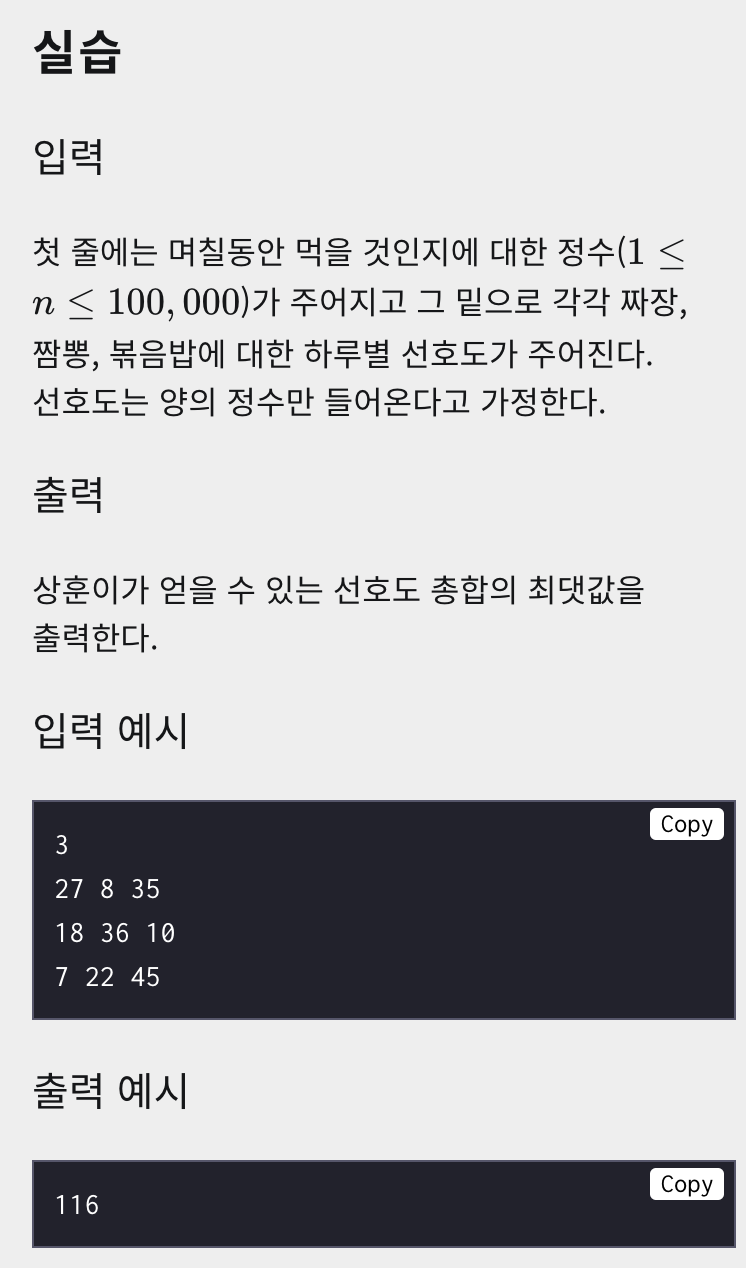 실습
입력
첫 줄에는 며칠동안 먹을 것인지에 대한 정수(1 ≤
n ≤ 100,000)가 주어지고 그 밑으로 각각 짜장,
짬뽕, 볶음밥에 대한 하루별 선호도가 주어진다.
선호도는 양의 정수만 들어온다고 가정한다.
출력
상훈이가 얻을 수 있는 선호도 총합의 최댓값을
출력한다.
입력 예시
Copy
3
27 8 35
18 36 10
7 22 45
출력 예시
Copy
116